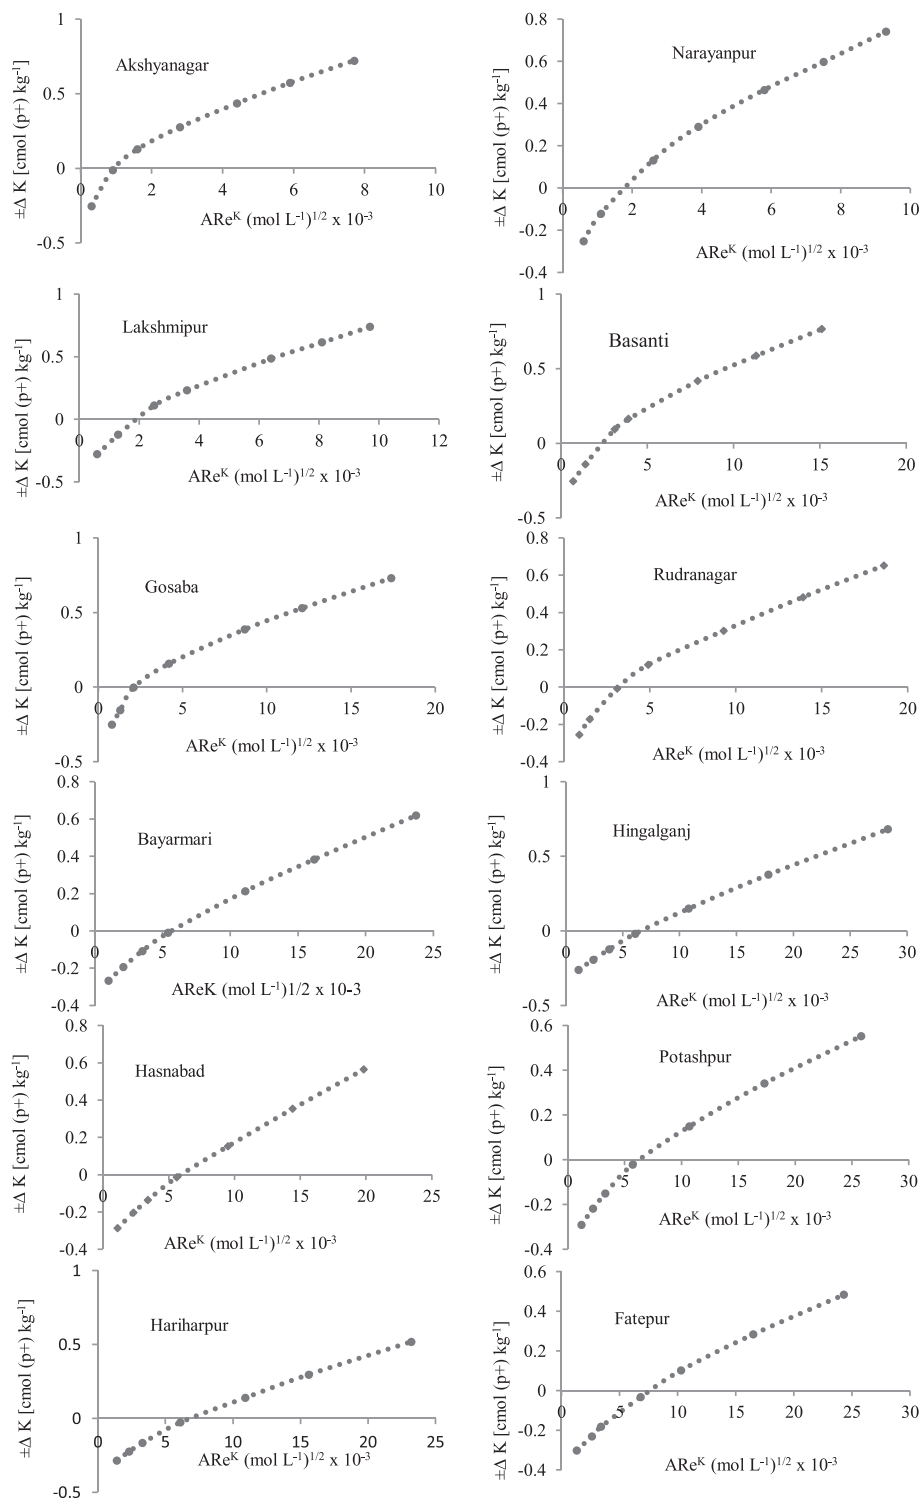 ±Δ K [cmol (p+) kg⁻¹]
1
0.5
0
-0.5
Akshyanagar
0 2 4 6 8 10
AReᴷ (mol L⁻¹)¹/² x 10⁻³
±Δ K [cmol (p+) kg⁻¹]
0.8
0.6
0.4
0.2
0
-0.2
-0.4
Narayanpur
0 2 4 6 8 10
AReᴷ (mol L⁻¹)¹/² x 10⁻³
±Δ K [cmol (p+) kg⁻¹]
1
0.5
0
-0.5
Lakshmipur
0 2 4 6 8 10 12
AReᴷ (mol L⁻¹)¹/² x 10⁻³
±Δ K [cmol (p+) kg⁻¹]
1
0.5
0
-0.5
Basanti
0 5 10 15 20
AReᴷ (mol L⁻¹)¹/² x 10⁻³
±Δ K [cmol (p+) kg⁻¹]
1
0.5
0
-0.5
Gosaba
0 5 10 15 20
AReᴷ (mol L⁻¹)¹/² x 10⁻³
±Δ K [cmol (p+) kg⁻¹]
0.8
0.6
0.4
0.2
0
-0.2
-0.4
Rudranagar
0 5 10 15 20
AReᴷ (mol L⁻¹)¹/² x 10⁻³
±Δ K [cmol (p+) kg⁻¹]
0.8
0.6
0.4
0.2
0
-0.2
-0.4
Bayarmari
0 5 10 15 20 25
AReK (mol L⁻¹)1/2 x 10-3
±Δ K [cmol (p+) kg⁻¹]
1
0.5
0
-0.5
Hingalganj
0 5 10 15 20 25 30
AReᴷ (mol L⁻¹)¹/² x 10⁻³
±Δ K [cmol (p+) kg⁻¹]
0.8
0.6
0.4
0.2
0
-0.2
-0.4
Hasnabad
0 5 10 15 20 25
AReᴷ (mol L⁻¹)¹/² x 10⁻³
±Δ K [cmol (p+) kg⁻¹]
0.6
0.4
0.2
0
-0.2
-0.4
Potashpur
0 5 10 15 20 25 30
AReᴷ (mol L⁻¹)¹/² x 10⁻³
±Δ K [cmol (p+) kg⁻¹]
1
0.5
0
-0.5
Hariharpur
0 5 10 15 20 25
AReᴷ (mol L⁻¹)¹/² x 10⁻³
±Δ K [cmol (p+) kg⁻¹]
0.6
0.4
0.2
0
-0.2
-0.4
Fatepur
0 5 10 15 20 25 30
AReᴷ (mol L⁻¹)¹/² x 10⁻³